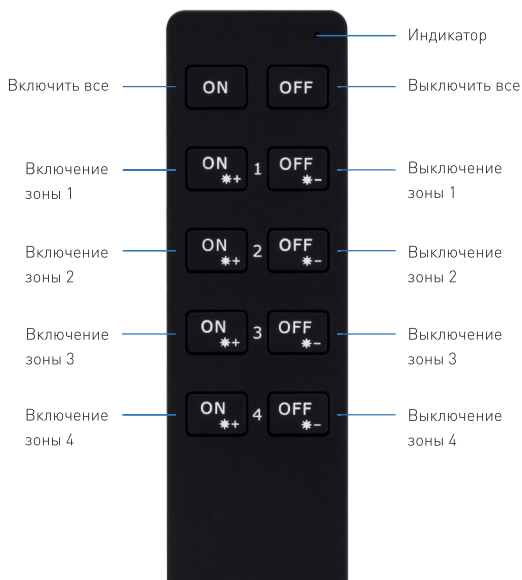 Индикатор
Включить все ON OFF Выключить все
Включение ON + 1 OFF - Выключение
зоны 1 зоны 1
Включение ON + 2 OFF - Выключение
зоны 2 зоны 2
Включение ON + 3 OFF - Выключение
зоны 3 зоны 3
Включение ON + 4 OFF - Выключение
зоны 4 зоны 4